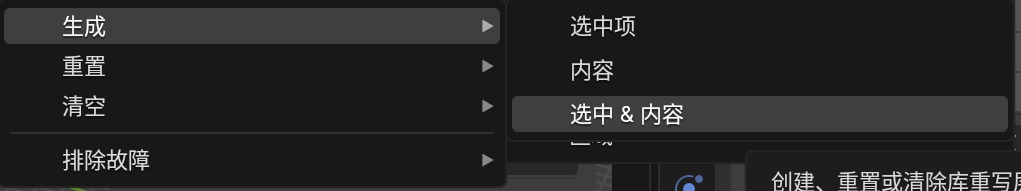 生成
重置
清空
排除故障
选中项
内容
选中 & 内容
创建、重置或清除库重写